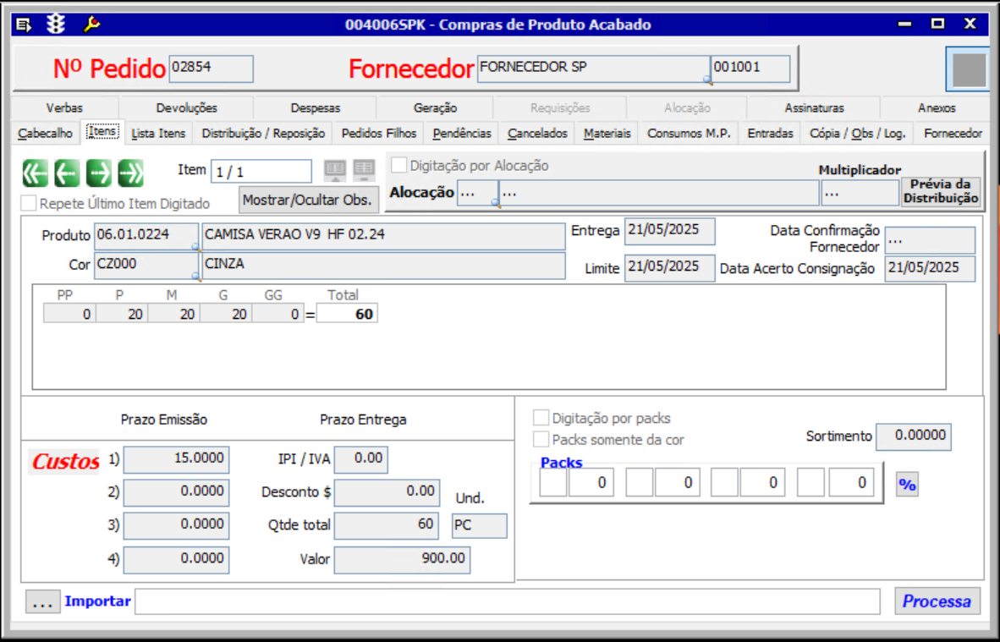 004006SPK - Compras de Produto Acabado
Nº Pedido 02854 Fornecedor FORNECEDOR SP 001001
Verbas Devoluções Despesas Geração Requisições Alocação Assinaturas Anexos
Cabecalho Itens Lista Itens Distribuição / Reposição Pedidos Filhos Pendências Cancelados Materiais Consumos M.P. Entradas Cópia / Obs / Log. Fornecedor
Item 1 / 1 Digitação por Alocação Multiplicador
Repete Último Item Digitado Mostrar/Ocultar Obs. Alocação ... ... ... Prévia da
Distribuição
Produto 06.01.0224 CAMISA VERAO V9 HF 02.24 Entrega 21/05/2025 Data Confirmação
Fornecedor ...
Cor CZ000 CINZA Limite 21/05/2025 Data Acerto Consignação 21/05/2025
PP P M G GG Total
0 20 20 20 0 = 60
Prazo Emissão Prazo Entrega
Custos 1) 15.0000 IPI / IVA 0.00
2) 0.0000 Desconto $ 0.00 Und.
3) 0.0000 Qtde total 60 PC
4) 0.0000 Valor 900.00
Digitação por packs
Packs somente da cor Sortimento 0.00000
Packs
0 0 0 0 %
... Importar Processa